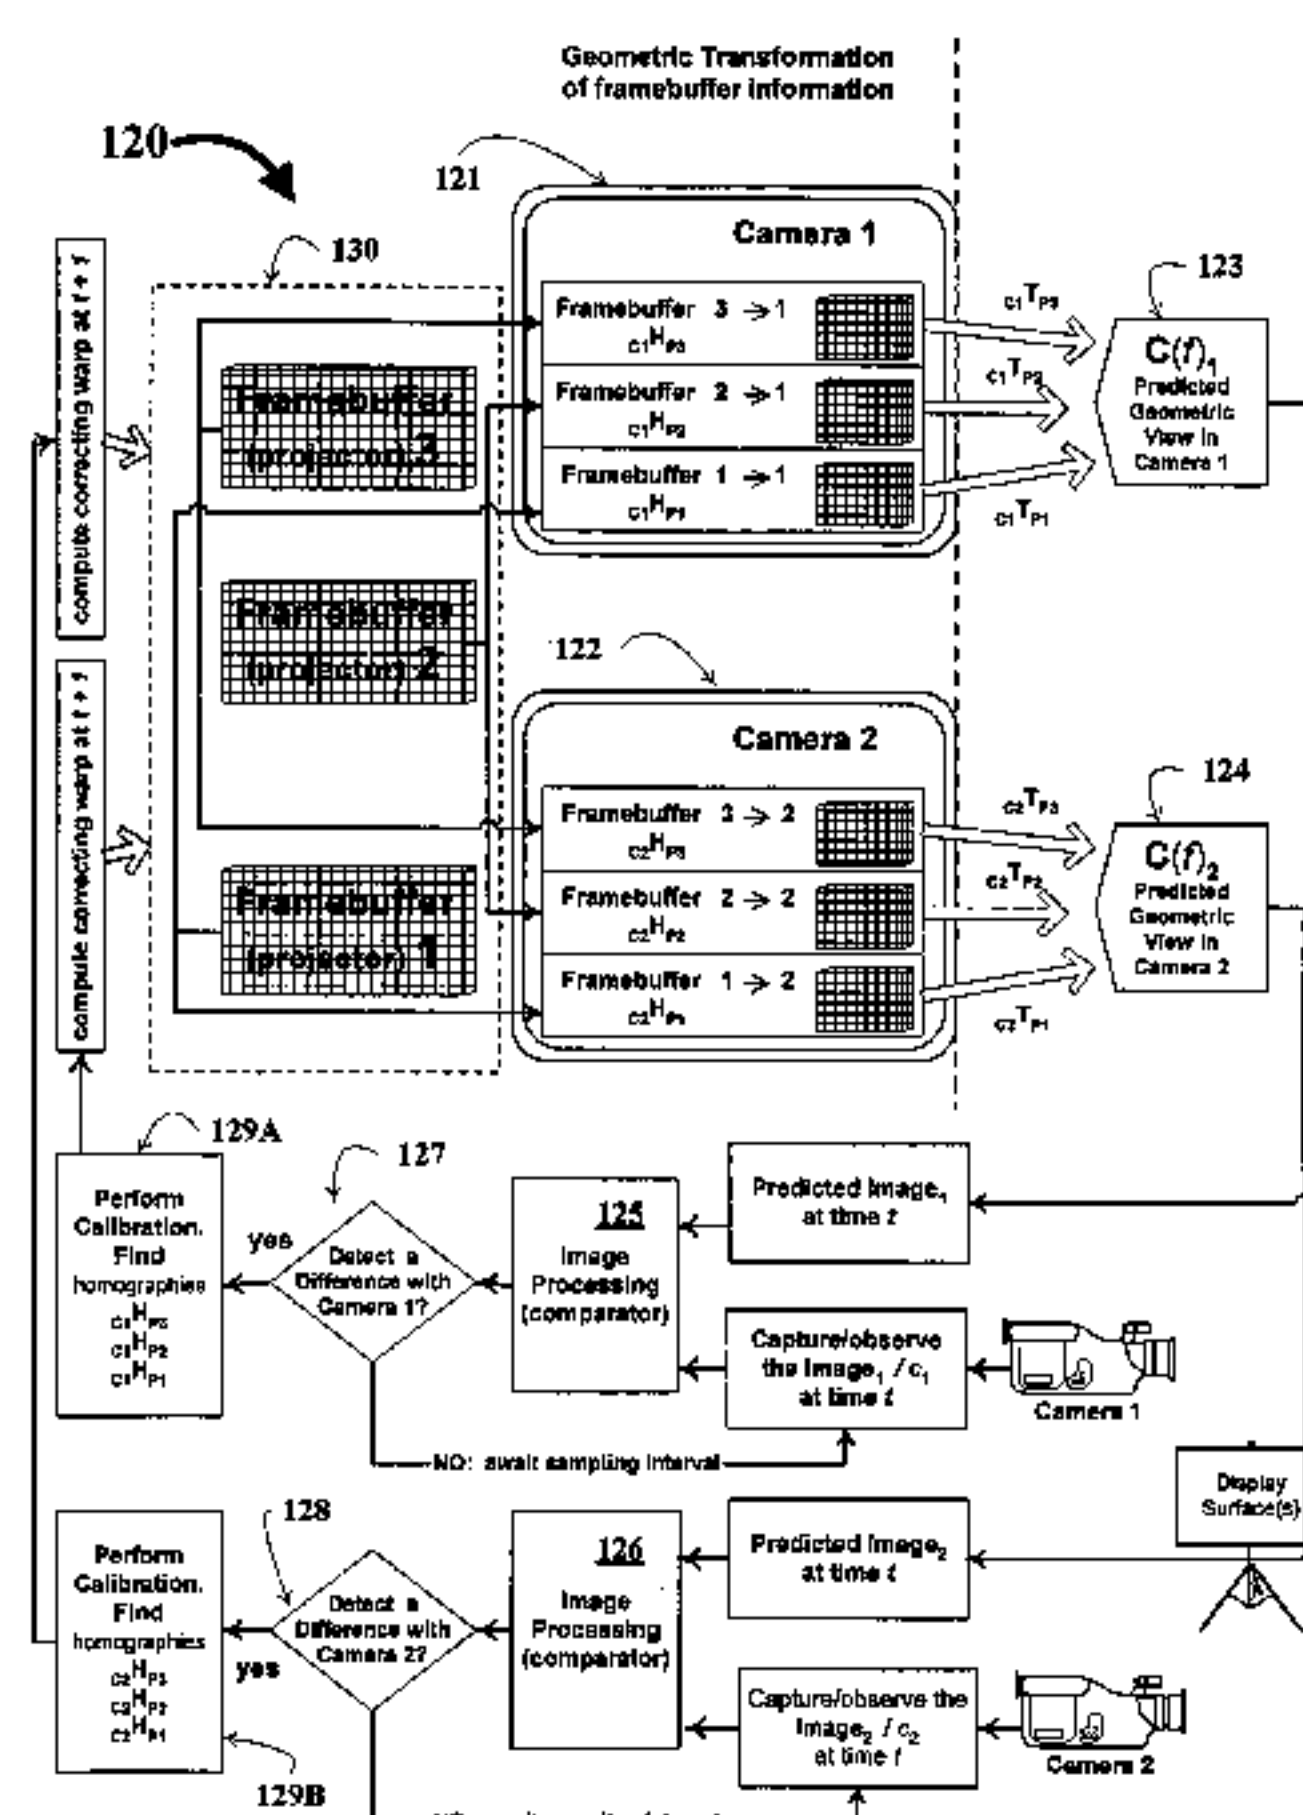 Geometric Transformation
of framebuffer information
120
121
130
123
Camera 1
compute correcting warp at t + 1
Framebuffer 3 → 1
C1HP3
Framebuffer 2 → 1
C1HP2
Framebuffer 1 → 1
C1HP1
C1TP3
C1TP2
C1TP1
C(t)1
Predicted
Geometric
View in
Camera 1
Framebuffer
(projector) 3
Framebuffer
(projector) 2
Framebuffer
(projector) 1
compute correcting warp at t + 1
122
124
Camera 2
Framebuffer 3 → 2
C2HP3
Framebuffer 2 → 2
C2HP2
Framebuffer 1 → 2
C2HP1
C2TP3
C2TP2
C2TP1
C(t)2
Predicted
Geometric
View in
Camera 2
129A
127
Perform
Calibration.
Find
homographies
C1HP3
C1HP2
C1HP1
yes
Detect a
Difference with
Camera 1?
125
Image
Processing
(comparator)
Predicted Image1
at time t
Capture/observe
the Image1 / c1
at time t
Camera 1
NO: await sampling interval
Display
Surface(s)
128
Perform
Calibration.
Find
homographies
C2HP3
C2HP2
C2HP1
yes
Detect a
Difference with
Camera 2?
126
Image
Processing
(comparator)
Predicted Image2
at time t
Capture/observe the
Image2 / c2
at time t
Camera 2
129B